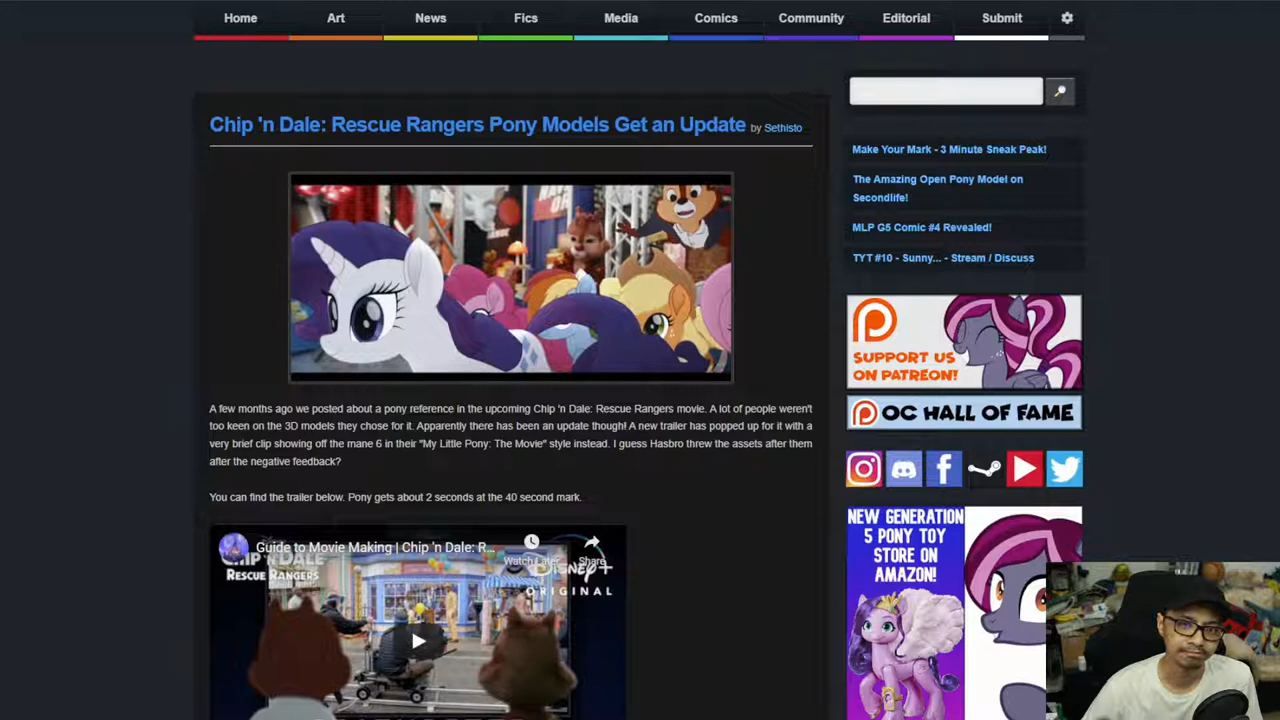 Home Art News Fics Media Comics Community Editorial Submit
Chip 'n Dale: Rescue Rangers Pony Models Get an Update by Sethisto
A few months ago we posted about a pony reference in the upcoming Chip 'n Dale: Rescue Rangers movie. A lot of people weren't
too keen on the 3D models they chose for it. Apparently there has been an update though! A new trailer has popped up for it with a
very brief clip showing off the mane 6 in their "My Little Pony: The Movie" style instead. I guess Hasbro threw the assets after them
after the negative feedback?
You can find the trailer below. Pony gets about 2 seconds at the 40 second mark.
Guide to Movie Making | Chip 'n Dale: R...
Watch Later
Share
CHIP 'N DALE
RESCUE RANGERS
Disney+
ORIGINAL
Make Your Mark - 3 Minute Sneak Peak!
The Amazing Open Pony Model on
Secondlife!
MLP G5 Comic #4 Revealed!
TYT #10 - Sunny... - Stream / Discuss
SUPPORT US
ON PATREON!
OC HALL OF FAME
NEW GENERATION
5 PONY TOY
STORE ON
AMAZON!